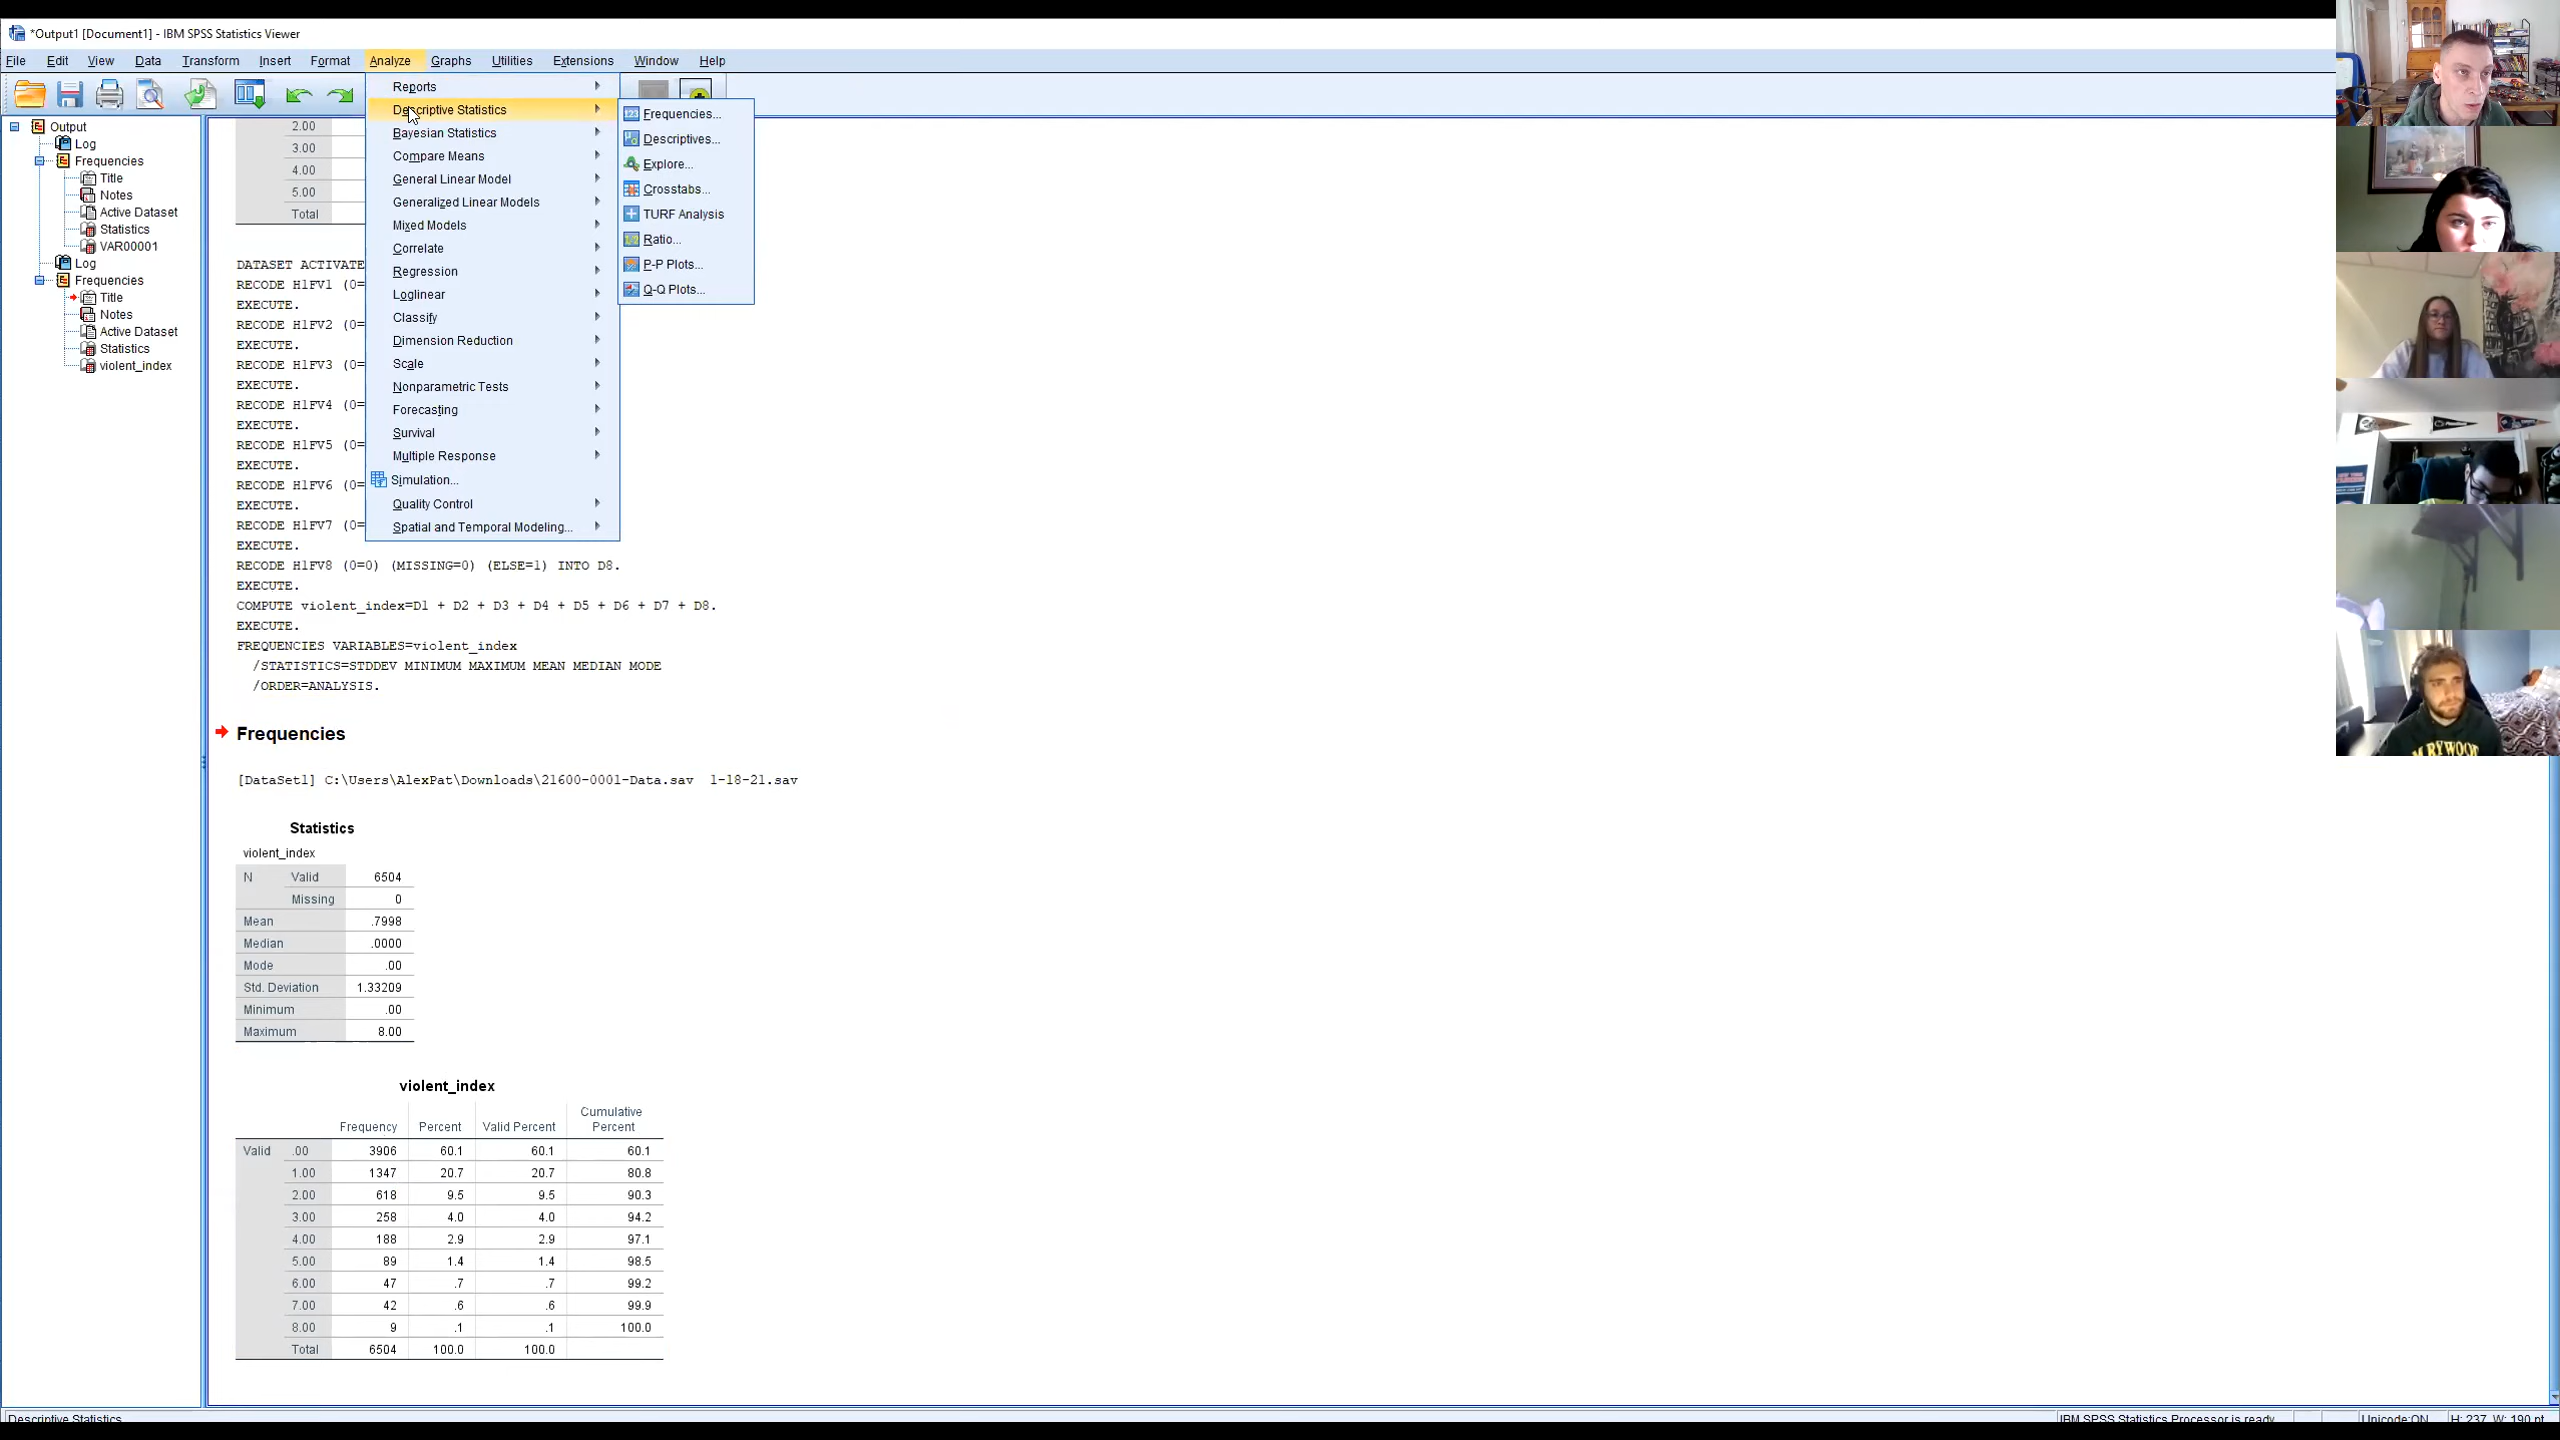 *Output1 [Document1] - IBM SPSS Statistics Viewer
File Edit View Data Transform Insert Format Analyze Graphs Utilities Extensions Window Help
Output
Log
Frequencies
Title
Notes
Active Dataset
Statistics
VAR00001
Log
Frequencies
Title
Notes
Active Dataset
Statistics
violent_index
Reports
Descriptive Statistics
Bayesian Statistics
Compare Means
General Linear Model
Generalized Linear Models
Mixed Models
Correlate
Regression
Loglinear
Classify
Dimension Reduction
Scale
Nonparametric Tests
Forecasting
Survival
Multiple Response
Simulation...
Quality Control
Spatial and Temporal Modeling...
Frequencies...
Descriptives...
Explore...
Crosstabs...
TURF Analysis
Ratio...
P-P Plots...
Q-Q Plots...
2.00
3.00
4.00
5.00
Total
DATASET ACTIVATE
RECODE H1FV1 (0=
EXECUTE.
RECODE H1FV2 (0=
EXECUTE.
RECODE H1FV3 (0=
EXECUTE.
RECODE H1FV4 (0=
EXECUTE.
RECODE H1FV5 (0=
EXECUTE.
RECODE H1FV6 (0=
EXECUTE.
RECODE H1FV7 (0=
EXECUTE.
RECODE H1FV8 (0=0) (MISSING=0) (ELSE=1) INTO D8.
EXECUTE.
COMPUTE violent_index=D1 + D2 + D3 + D4 + D5 + D6 + D7 + D8.
EXECUTE.
FREQUENCIES VARIABLES=violent_index
/STATISTICS=STDDEV MINIMUM MAXIMUM MEAN MEDIAN MODE
/ORDER=ANALYSIS.
Frequencies
[DataSet1] C:\Users\AlexPat\Downloads\21600-0001-Data.sav 1-18-21.sav
Statistics
violent_index
N Valid 6504
Missing 0
Mean .7998
Median .0000
Mode .00
Std. Deviation 1.33209
Minimum .00
Maximum 8.00
violent_index
Frequency Percent Valid Percent Cumulative Percent
Valid .00 3906 60.1 60.1 60.1
1.00 1347 20.7 20.7 80.8
2.00 618 9.5 9.5 90.3
3.00 258 4.0 4.0 94.2
4.00 188 2.9 2.9 97.1
5.00 89 1.4 1.4 98.5
6.00 47 .7 .7 99.2
7.00 42 .6 .6 99.9
8.00 9 .1 .1 100.0
Total 6504 100.0 100.0
Descriptive Statistics
IBM SPSS Statistics Processor is ready
Unicode:ON
H: 237, W: 190 pt